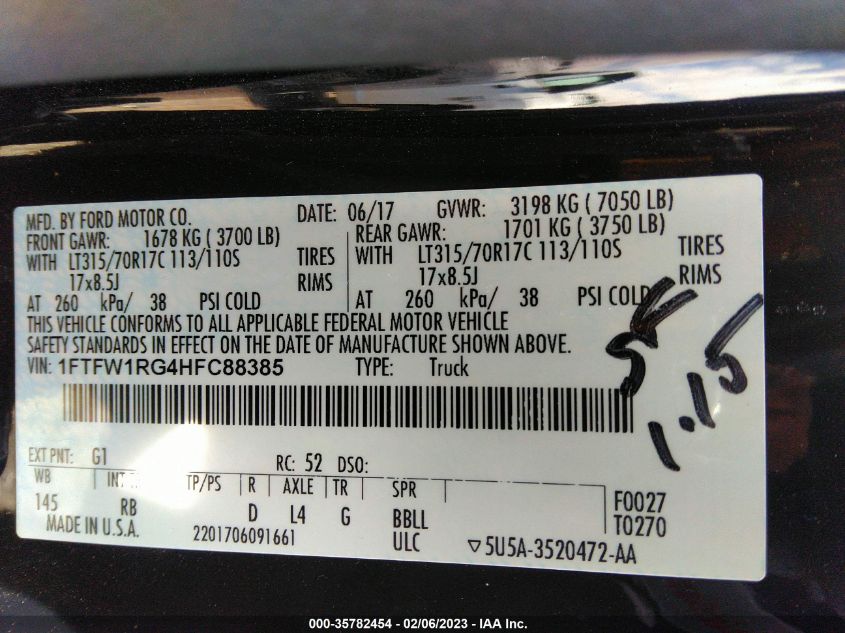 MFD. BY FORD MOTOR CO. DATE: 06/17 GVWR: 3198 KG ( 7050 LB)
FRONT GAWR: 1678 KG ( 3700 LB) REAR GAWR: 1701 KG ( 3750 LB)
WITH LT315/70R17C 113/110S TIRES WITH LT315/70R17C 113/110S TIRES
17x8.5J RIMS 17x8.5J RIMS
AT 260 kPa/ 38 PSI COLD AT 260 kPa/ 38 PSI COLD
THIS VEHICLE CONFORMS TO ALL APPLICABLE FEDERAL MOTOR VEHICLE
SAFETY STANDARDS IN EFFECT ON THE DATE OF MANUFACTURE SHOWN ABOVE.
VIN: 1FTFW1RG4HFC88385 TYPE: Truck
1.15
EXT PNT: G1 RC: 52 DSO:
WB TP/PS R AXLE TR SPR
145 RB D L4 G BBLL F0027
MADE IN U.S.A. 2201706091661 ULC T0270
▽5U5A-3520472-AA
000-35782454 - 02/06/2023 - IAA Inc.